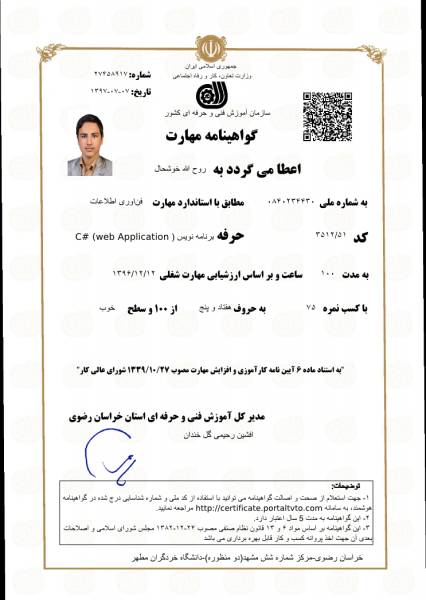 جمهوری اسلامی ایران
وزارت تعاون، کار و رفاه اجتماعی
شماره: ۲۷۴۵۸۹۱۷
تاریخ: ۱۳۹۷-۰۷-۰۷
سازمان آموزش فنی و حرفه ای کشور
گواهینامه مهارت
اعطا می گردد به روح الله خوشحال
به شماره ملی ۰۸۴۰۲۳۴۴۳۰ مطابق با استاندارد مهارت فناوری اطلاعات
کد ۳۵۱۲/۵۱ حرفه برنامه نویس C# (web Application )
به مدت ۱۰۰ ساعت و بر اساس ارزشیابی مهارت شغلی ۱۳۹۶/۱۲/۱۲
با کسب نمره ۷۵ به حروف هفتاد و پنج از ۱۰۰ و سطح خوب
"به استناد ماده ۶ آیین نامه کارآموزی و افزایش مهارت مصوب ۱۳۳۹/۱۰/۲۷ شورای عالی کار"
مدیر کل آموزش فنی و حرفه ای استان خراسان رضوی
افشین رحیمی گل خندان
توضیحات:
۱- جهت استعلام از صحت و اصالت گواهینامه می توانید با استفاده از کد ملی و شماره شناسایی درج شده در گواهینامه
هوشمند، به سامانه http://certificate.portaltvto.com مراجعه نمایید.
۲- این گواهینامه به مدت 5 سال اعتبار دارد.
۳- این گواهینامه بر اساس مواد ۶ و ۱۳ قانون نظام صنفی مصوب ۲۴-۱۲-۱۳۸۲ مجلس شورای اسلامی و اصلاحات
بعدی آن جهت اخذ پروانه کسب و کار قابل بهره برداری می باشد
خراسان رضوی-مرکز شماره شش مشهد(دو منظوره)-دانشگاه خردگرایان مطهر